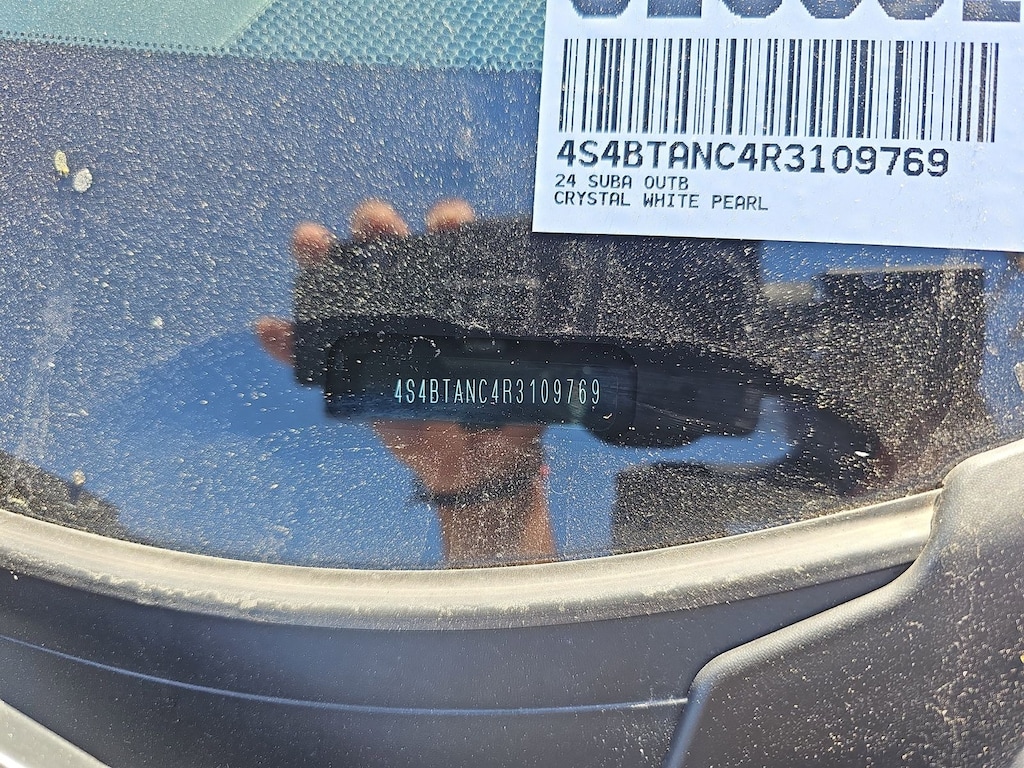 4S4BTANC4R3109769
24 SUBA OUTB
CRYSTAL WHITE PEARL
4S4BTANC4R3109769